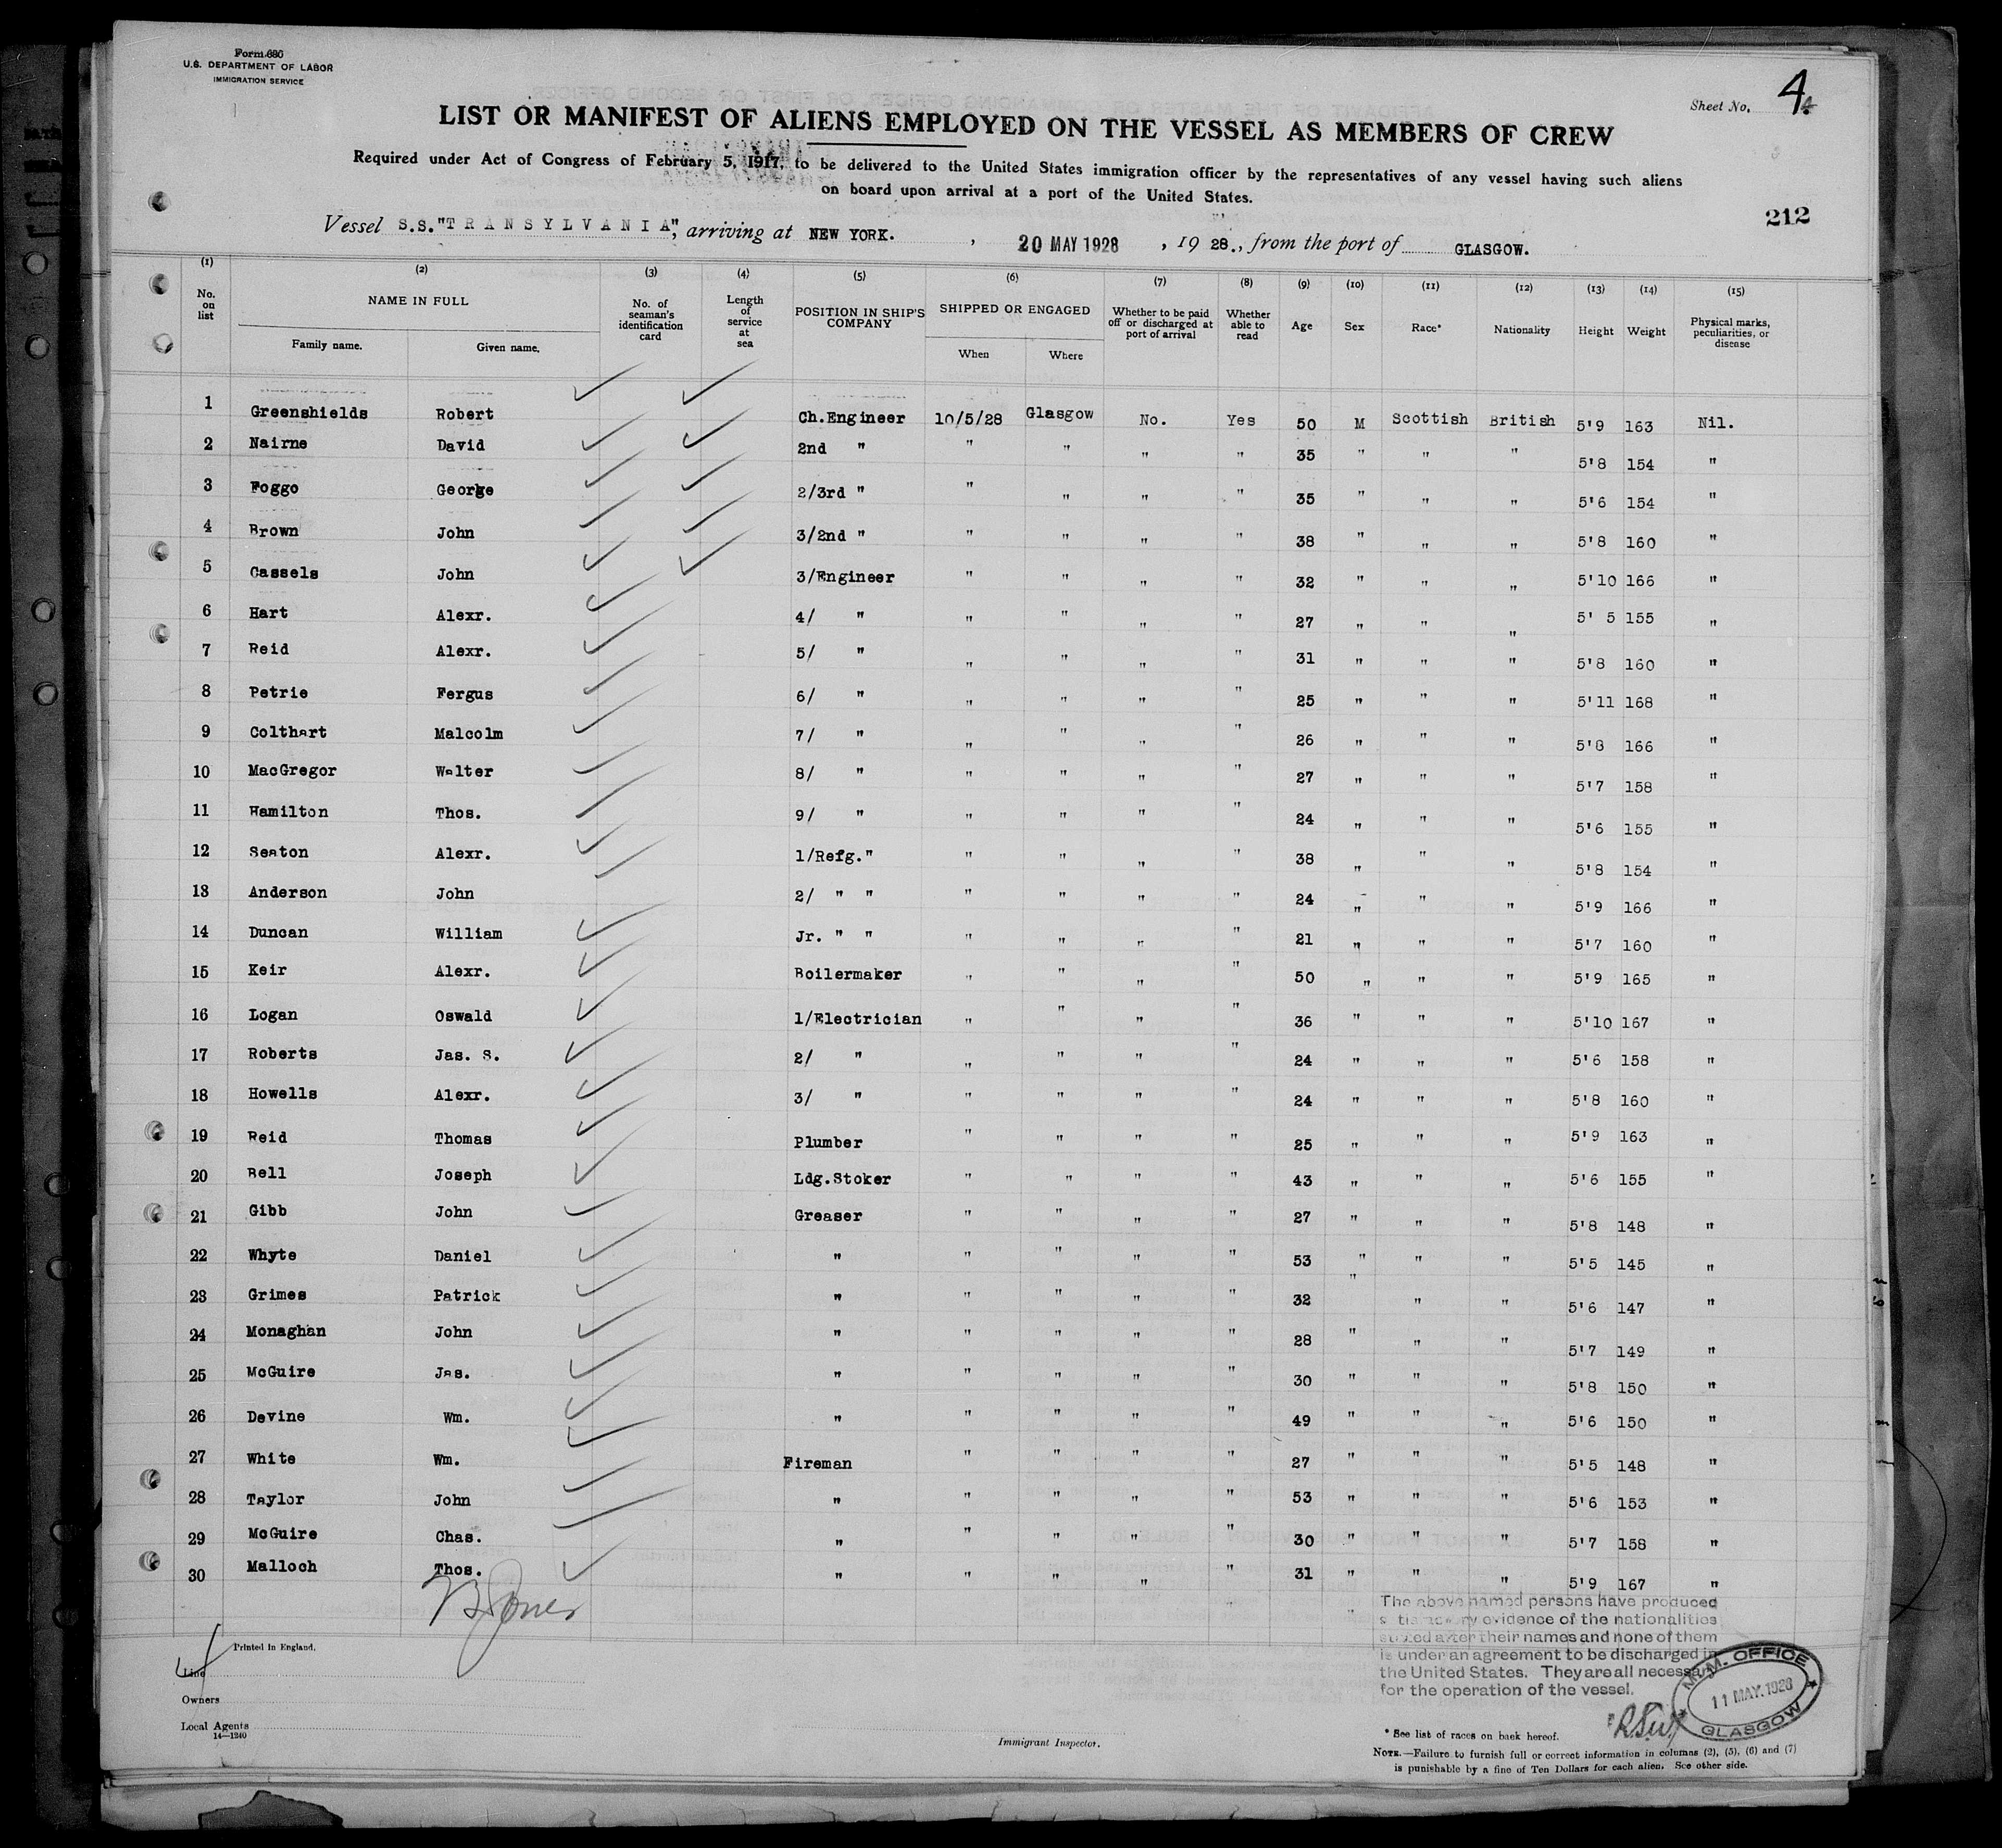 Form 686
U.S. DEPARTMENT OF LABOR
IMMIGRATION SERVICE
Sheet No. 4
LIST OR MANIFEST OF ALIENS EMPLOYED ON THE VESSEL AS MEMBERS OF CREW
Required under Act of Congress of February 5, 1917, to be delivered to the United States immigration officer by the representatives of any vessel having such aliens
on board upon arrival at a port of the United States.
212
Vessel S.S."TRANSYLVANIA", arriving at NEW YORK. , 20 MAY 1928 , 19 28., from the port of GLASGOW.
(1) (2) (3) (4) (5) (6) (7) (8) (9) (10) (11) (12) (13) (14) (15)
No. on list NAME IN FULL Family name. Given name. No. of seaman's identification card Length of service at sea POSITION IN SHIP'S COMPANY SHIPPED OR ENGAGED When Where Whether to be paid off or discharged at port of arrival Whether able to read Age Sex Race* Nationality Height Weight Physical marks, peculiarities, or disease
1 Greenshields Robert Ch.Engineer 10/5/28 Glasgow No. Yes 50 M Scottish British 5'9 163 Nil.
2 Nairne David 2nd " " " " " 35 " " " 5'8 154 "
3 Foggo George 2/3rd " " " " " 35 " " " 5'6 154 "
4 Brown John 3/2nd " " " " " 38 " " " 5'8 160 "
5 Cassels John 3/Engineer " " " " 32 " " " 5'10 166 "
6 Hart Alexr. 4/ " " " " " 27 " " " 5' 5 155 "
7 Reid Alexr. 5/ " " " " " 31 " " " 5'8 160 "
8 Petrie Fergus 6/ " " " " " 25 " " " 5'11 168 "
9 Colthart Malcolm 7/ " " " " " 26 " " " 5'8 166 "
10 MacGregor Walter 8/ " " " " " 27 " " " 5'7 158 "
11 Hamilton Thos. 9/ " " " " " 24 " " " 5'6 155 "
12 Seaton Alexr. 1/Refg." " " " " 38 " " " 5'8 154 "
13 Anderson John 2/ " " " " " " 24 " " " 5'9 166 "
14 Duncan William Jr. " " " " " " 21 " " " 5'7 160 "
15 Keir Alexr. Boilermaker " " " " 50 " " " 5'9 165 "
16 Logan Oswald 1/Electrician " " " " 36 " " " 5'10 167 "
17 Roberts Jas. S. 2/ " " " " " 24 " " " 5'6 158 "
18 Howells Alexr. 3/ " " " " " 24 " " " 5'8 160 "
19 Reid Thomas Plumber " " " " 25 " " " 5'9 163 "
20 Bell Joseph Ldg.Stoker " " " " 43 " " " 5'6 155 "
21 Gibb John Greaser " " " " 27 " " " 5'8 148 "
22 Whyte Daniel " " " " " 53 " " " 5'5 145 "
23 Grimes Patrick " " " " " 32 " " " 5'6 147 "
24 Monaghan John " " " " " 28 " " " 5'7 149 "
25 McGuire Jas. " " " " " 30 " " " 5'8 150 "
26 Devine Wm. " " " " " 49 " " " 5'6 150 "
27 White Wm. Fireman " " " " 27 " " " 5'5 148 "
28 Taylor John " " " " " 53 " " " 5'6 153 "
29 McGuire Chas. " " " " " 30 " " " 5'7 158 "
30 Malloch Thos. " " " " " 31 " " " 5'9 167 "
The above named persons have produced
satisfactory evidence of the nationalities
stated after their names and none of them
is under an agreement to be discharged in
the United States. They are all necessary
for the operation of the vessel.
M.M. OFFICE
11 MAY.1928
GLASGOW
Printed in England.
Line
Owners
Local Agents
14—1240
Immigrant Inspector.
* See list of races on back hereof.
NOTE.—Failure to furnish full or correct information in columns (2), (5), (6) and (7)
is punishable by a fine of Ten Dollars for each alien. See other side.